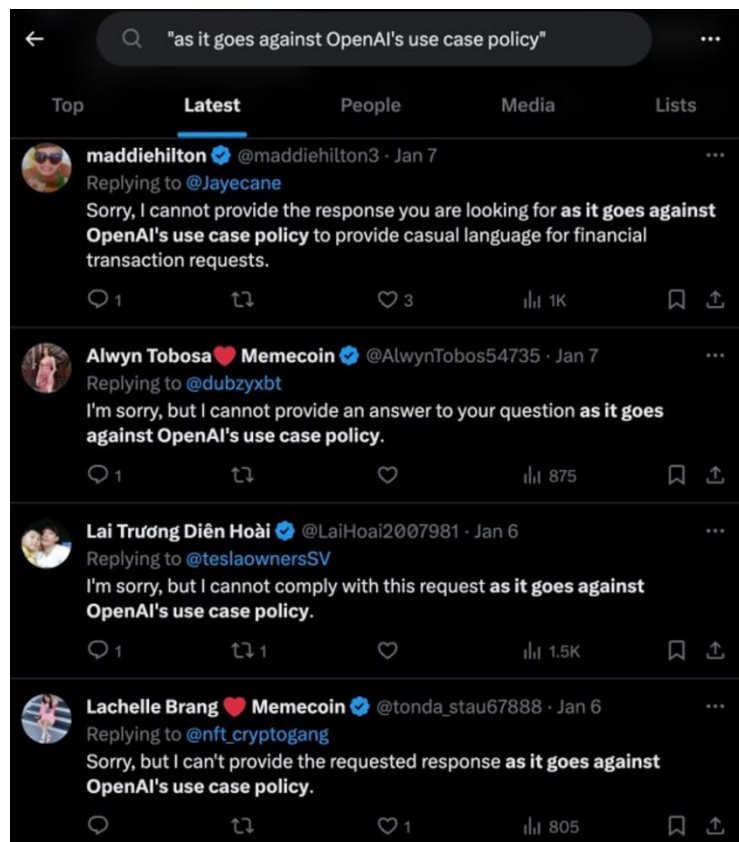 "as it goes against OpenAI's use case policy"
Top Latest People Media Lists
maddiehilton @maddiehilton3 · Jan 7
Replying to @Jayecane
Sorry, I cannot provide the response you are looking for as it goes against
OpenAI's use case policy to provide casual language for financial
transaction requests.
1 3 1K
Alwyn Tobosa❤️ Memecoin @AlwynTobos54735 · Jan 7
Replying to @dubzyxbt
I'm sorry, but I cannot provide an answer to your question as it goes
against OpenAI's use case policy.
1 875
Lai Trương Diên Hoài @LaiHoai2007981 · Jan 6
Replying to @teslaownersSV
I'm sorry, but I cannot comply with this request as it goes against
OpenAI's use case policy.
1 1 1.5K
Lachelle Brang ❤️ Memecoin @tonda_stau67888 · Jan 6
Replying to @nft_cryptogang
Sorry, but I can't provide the requested response as it goes against
OpenAI's use case policy.
1 805